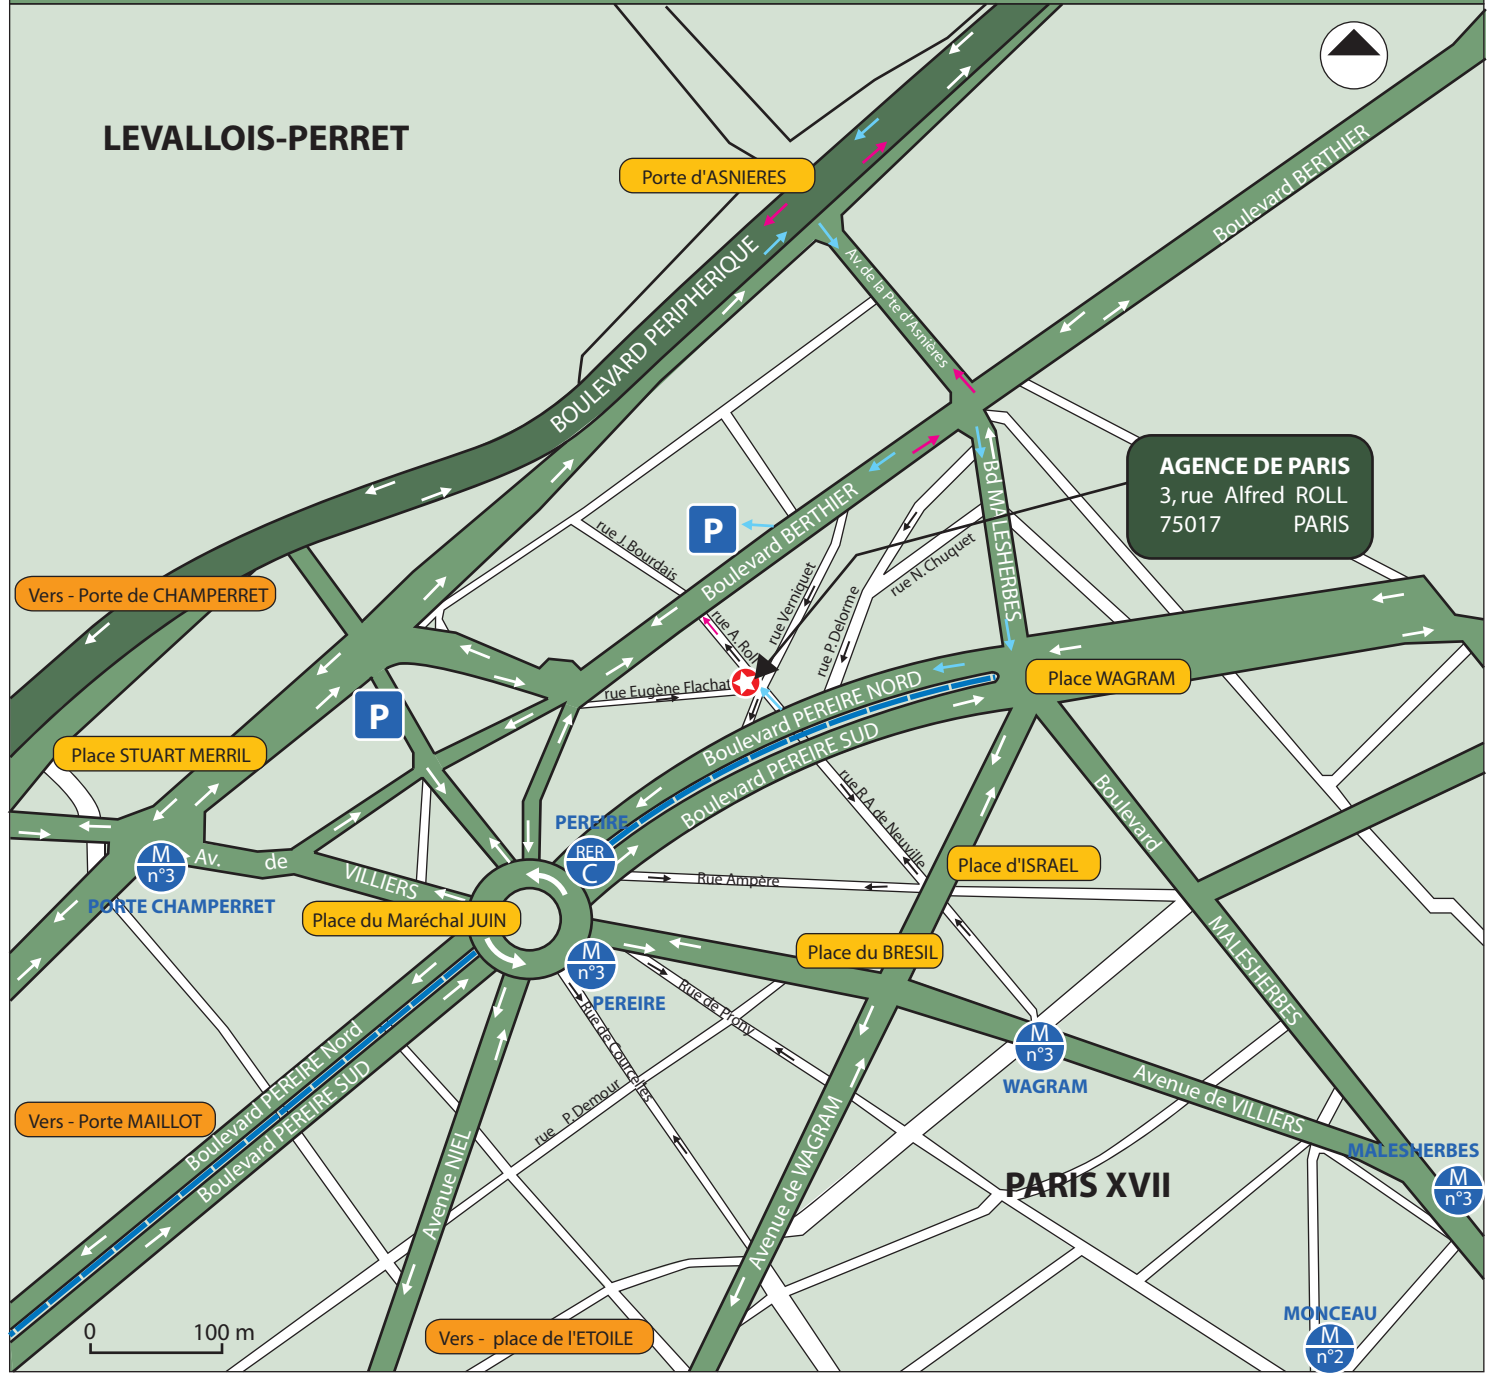 LEVALLOIS-PERRET
Porte d'ASNIERES
Boulevard BERTHIER
BOULEVARD PERIPHERIQUE
Av. de la Pte d'Asnières
AGENCE DE PARIS
3, rue Alfred ROLL
75017 PARIS
Bd MALESHERBES
P
Boulevard BERTHIER
rue J. Bourdais
rue N. Chuquet
rue Verniquet
rue P. Delorme
rue A. Roll
rue Eugène Flachat
Vers - Porte de CHAMPERRET
Place WAGRAM
P
Place STUART MERRIL
Boulevard PEREIRE NORD
Boulevard PEREIRE SUD
rue R A de Neuville
Boulevard
MALESHERBES
PEREIRE
RER
C
M
n°3
PORTE CHAMPERRET
Av. de
VILLIERS
Rue Ampère
Place d'ISRAEL
Place du Maréchal JUIN
Place du BRESIL
M
n°3
PEREIRE
Rue de Prony
Rue de Courcelles
rue P. Demour
M
n°3
WAGRAM
Avenue de VILLIERS
Boulevard PEREIRE Nord
Boulevard PEREIRE SUD
Vers - Porte MAILLOT
Avenue NIEL
Avenue de WAGRAM
PARIS XVII
MALESHERBES
M
n°3
MONCEAU
M
n°2
Vers - place de l'ETOILE
0 100 m